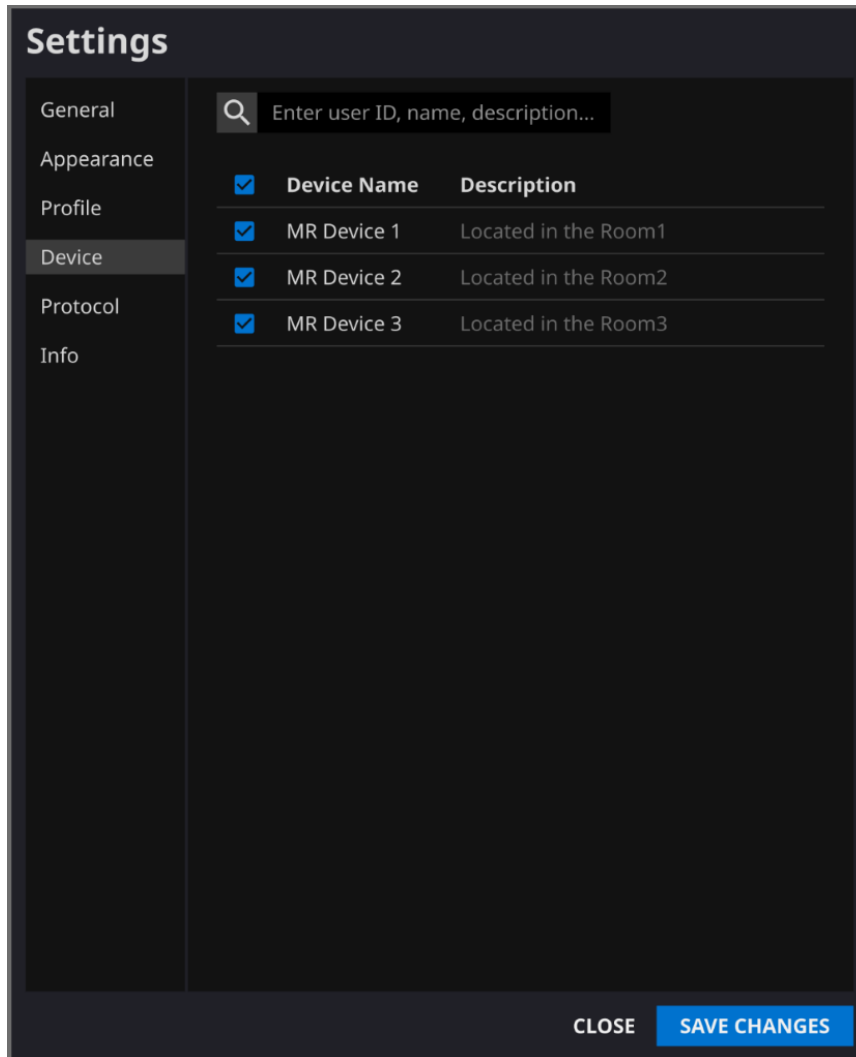 Settings
General
Appearance
Profile
Device
Protocol
Info
Enter user ID, name, description...
Device Name Description
MR Device 1 Located in the Room1
MR Device 2 Located in the Room2
MR Device 3 Located in the Room3
CLOSE SAVE CHANGES